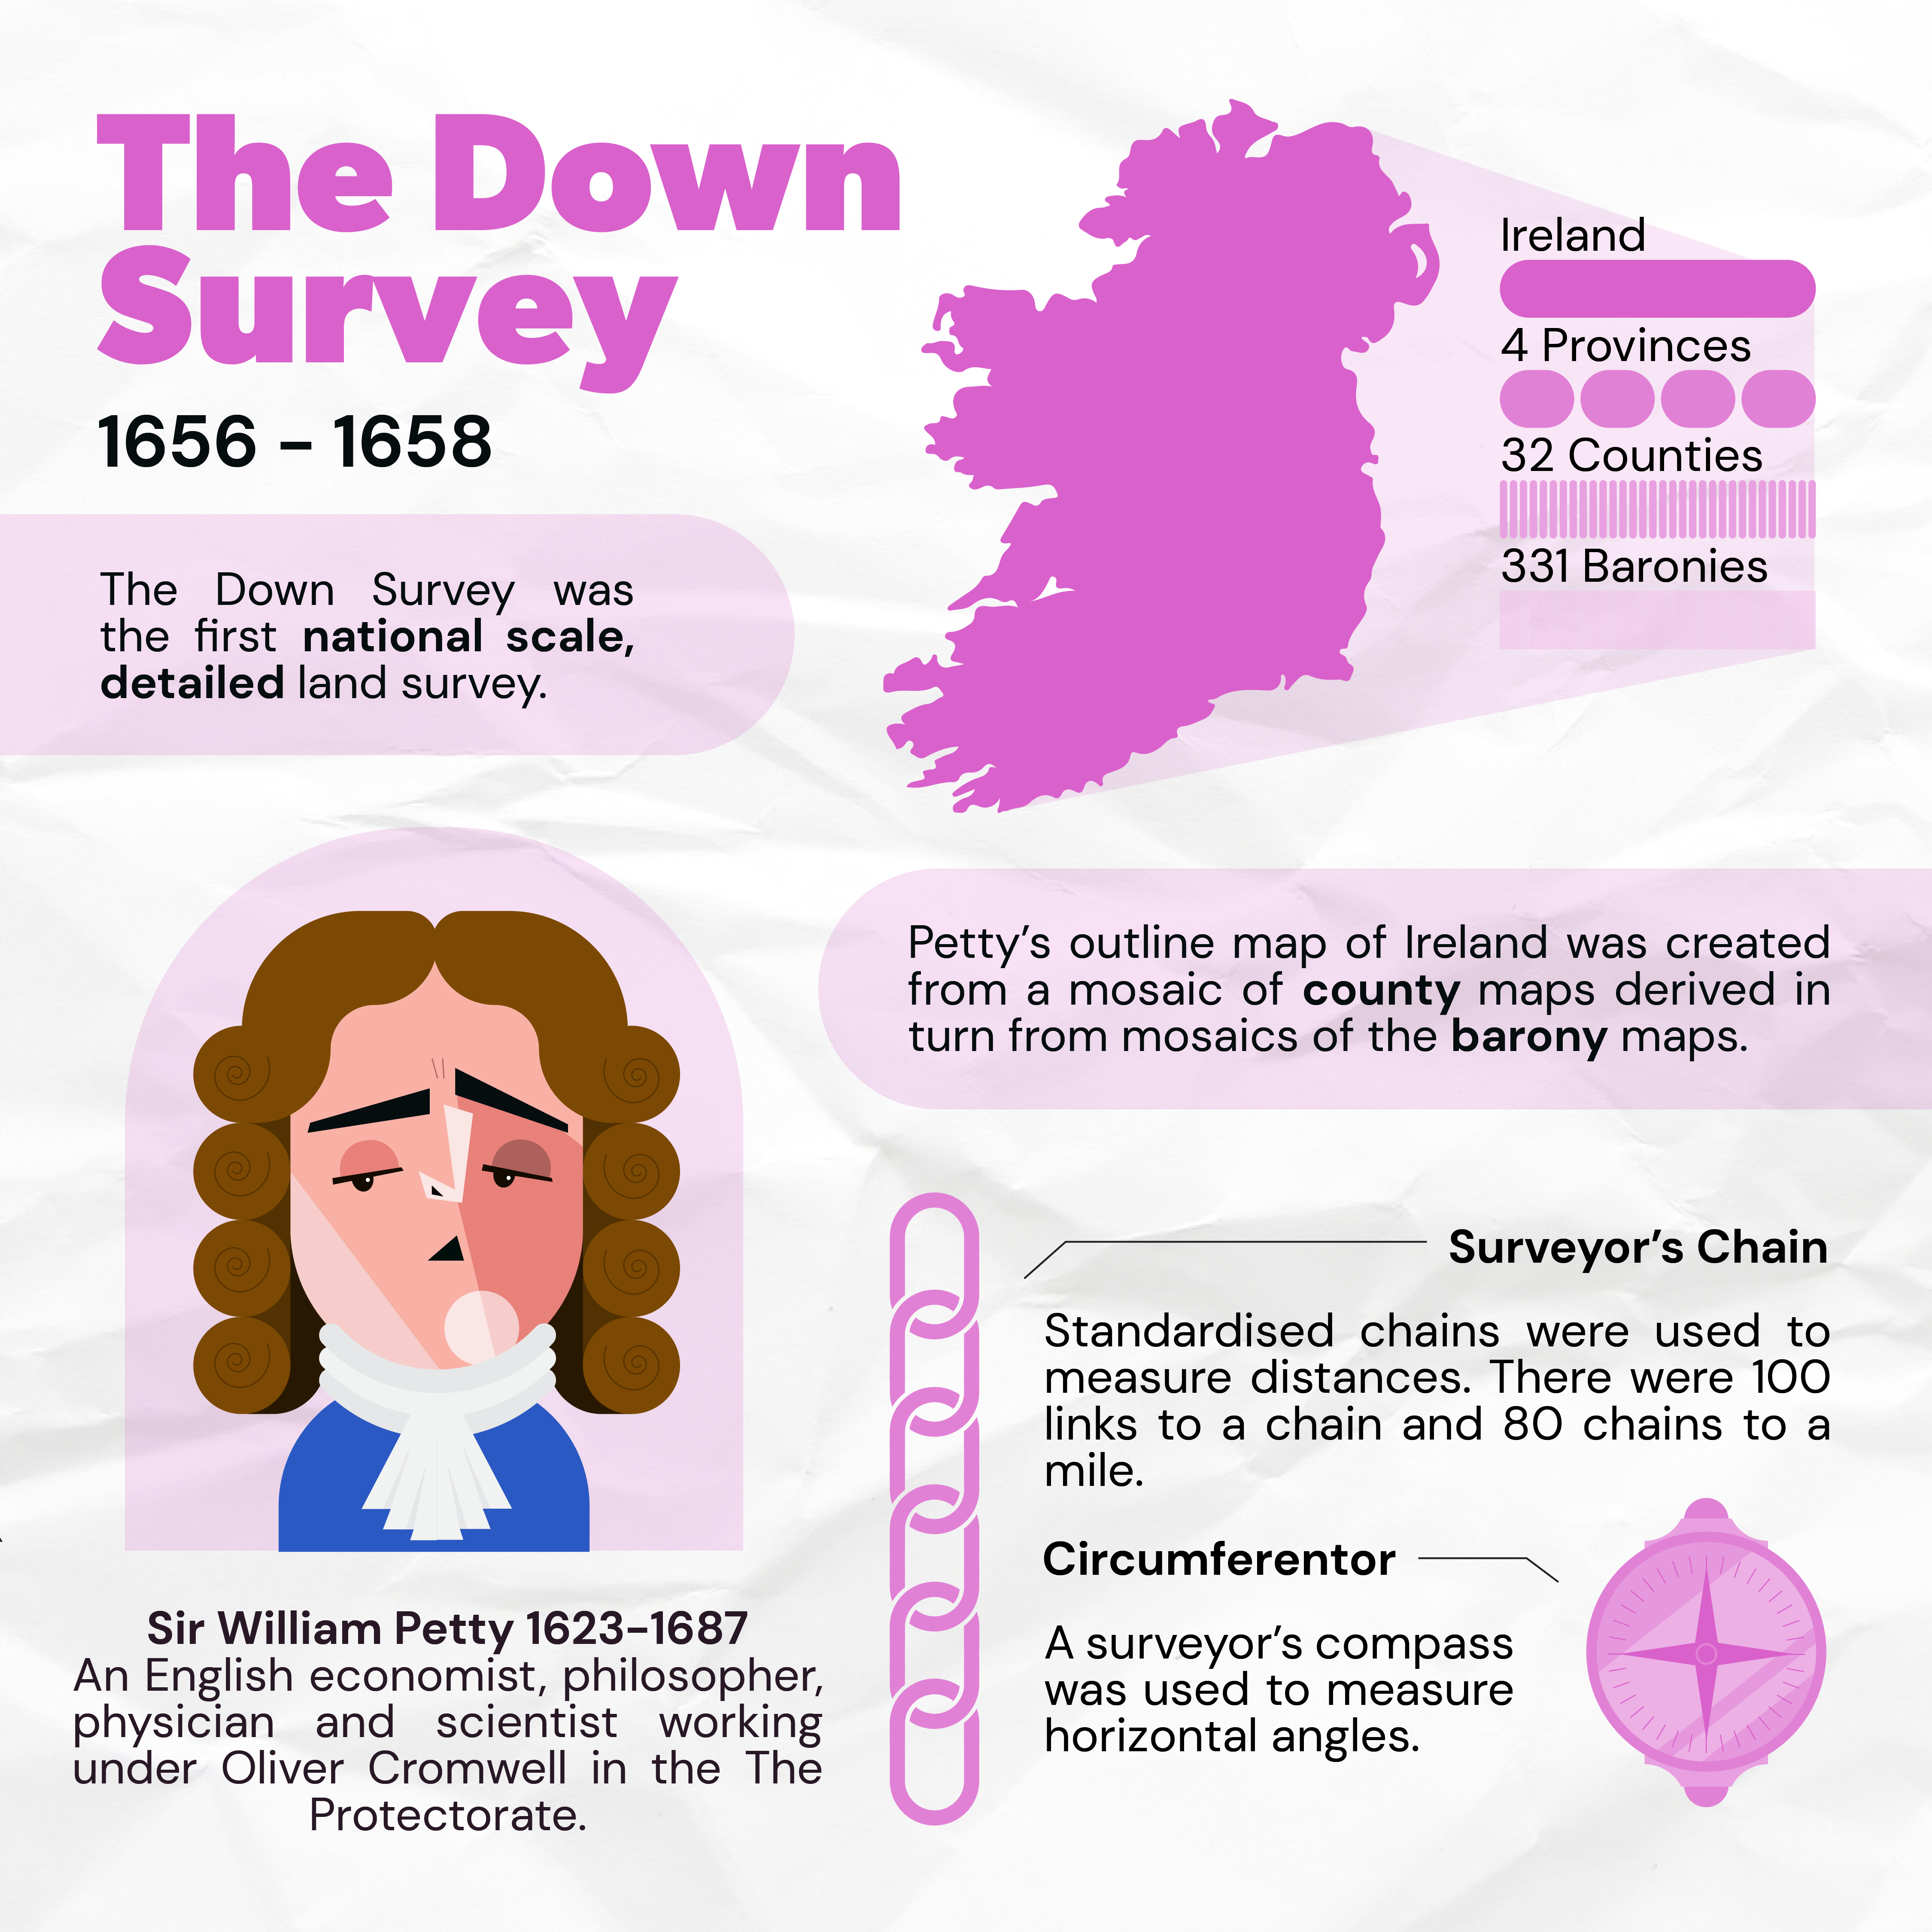 The Down
Survey
1656 – 1658
The Down Survey was
the first national scale,
detailed land survey.
Ireland
4 Provinces
32 Counties
331 Baronies
Petty’s outline map of Ireland was created
from a mosaic of county maps derived in
turn from mosaics of the barony maps.
Sir William Petty 1623–1687
An English economist, philosopher,
physician and scientist working
under Oliver Cromwell in the The
Protectorate.
Surveyor’s Chain
Standardised chains were used to
measure distances. There were 100
links to a chain and 80 chains to a
mile.
Circumferentor
A surveyor’s compass
was used to measure
horizontal angles.